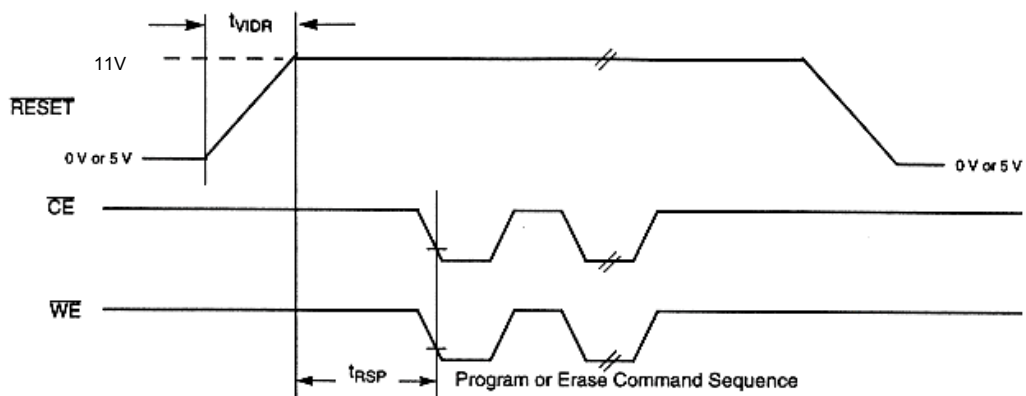 tVIDR
11V
RESET
0 V or 5 V
0 V or 5 V
CE
WE
tRSP
Program or Erase Command Sequence